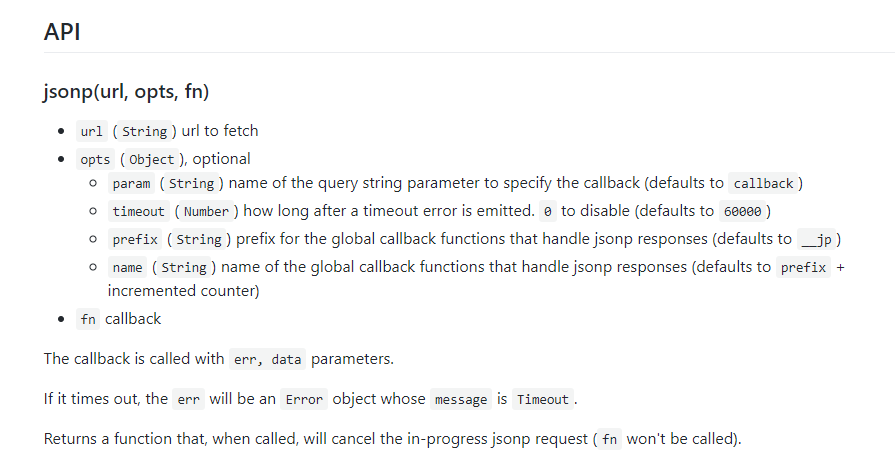 API
jsonp(url, opts, fn)
• url ( String ) url to fetch
• opts ( Object ), optional
◦ param ( String ) name of the query string parameter to specify the callback (defaults to callback )
◦ timeout ( Number ) how long after a timeout error is emitted. 0 to disable (defaults to 60000 )
◦ prefix ( String ) prefix for the global callback functions that handle jsonp responses (defaults to __jp )
◦ name ( String ) name of the global callback functions that handle jsonp responses (defaults to prefix +
incremented counter)
• fn callback
The callback is called with err, data parameters.
If it times out, the err will be an Error object whose message is Timeout .
Returns a function that, when called, will cancel the in-progress jsonp request ( fn won't be called).